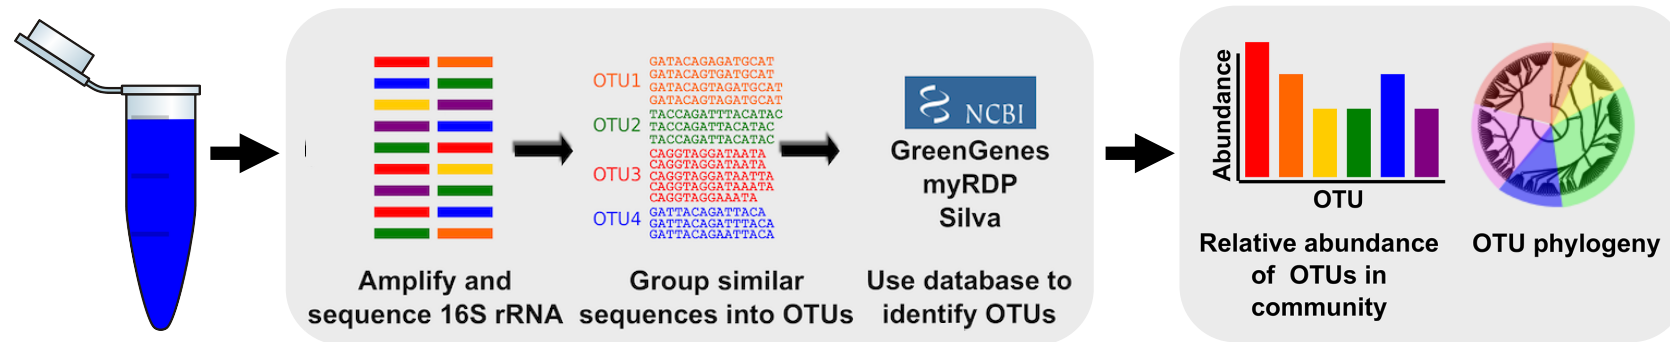 OTU1
GATACAGAGATGCAT
GATACAGTGATGCAT
GATACAGTAGATGCAT
GATACAGTAGATGCAT
OTU2
TACCAGATTTACATAC
TACCAGATTACATAC
TACCAGATTACATAC
OTU3
CAGGTAGGATAATA
CAGGTAGGATAATA
CAGGTAGGATAATTA
CAGGTAGGATAAATA
CAGGTAGGAAATA
OTU4
GATTACAGATTACA
GATTACAGATTTACA
GATTACAGAATTACA
NCBI
GreenGenes
myRDP
Silva
Amplify and
sequence 16S rRNA
Group similar
sequences into OTUs
Use database to
identify OTUs
Abundance
OTU
Relative abundance
of OTUs in
community
OTU phylogeny